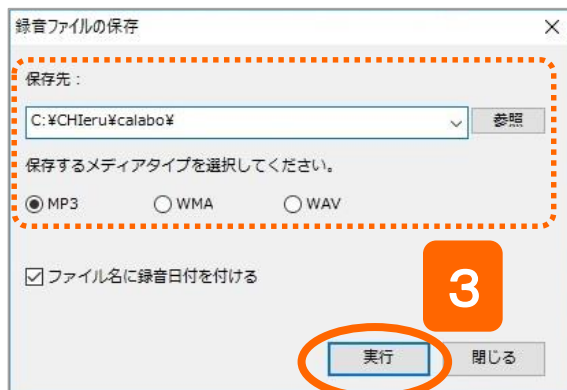 録音ファイルの保存
保存先：
C:¥CHIeru¥calabo¥
参照
保存するメディアタイプを選択してください。
MP3 WMA WAV
ファイル名に録音日付を付ける
3
実行 閉じる